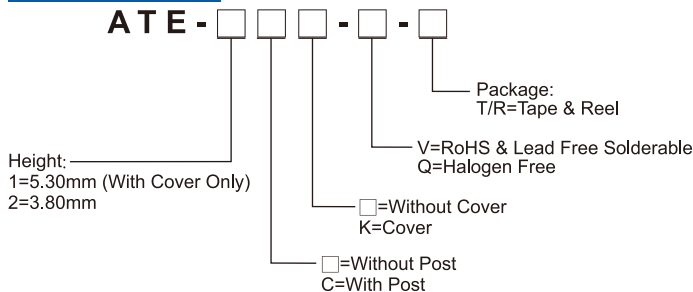 ATE-□□□-□-□
Package:
T/R=Tape & Reel
V=RoHS & Lead Free Solderable
Q=Halogen Free
Height:
1=5.30mm (With Cover Only)
2=3.80mm
□=Without Cover
K=Cover
□=Without Post
C=With Post